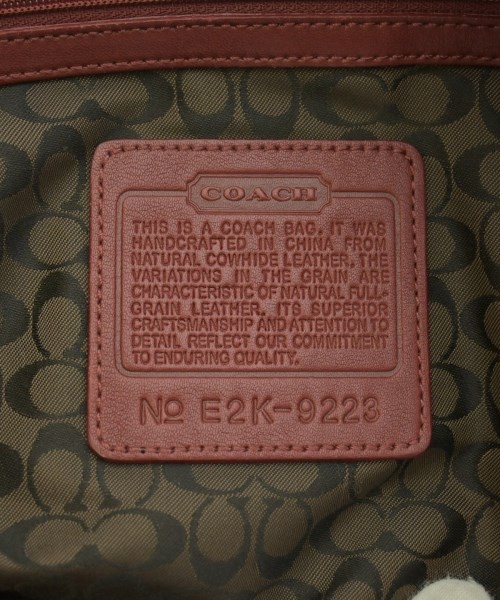 COACH
THIS IS A COACH BAG. IT WAS
HANDCRAFTED IN CHINA FROM
NATURAL COWHIDE LEATHER, THE
VARIATIONS IN THE GRAIN ARE
CHARACTERISTIC OF NATURAL FULL-
GRAIN LEATHER. ITS SUPERIOR
CRAFTSMANSHIP AND ATTENTION TO
DETAIL REFLECT OUR COMMITMENT
TO ENDURING QUALITY.
No E2K-9223